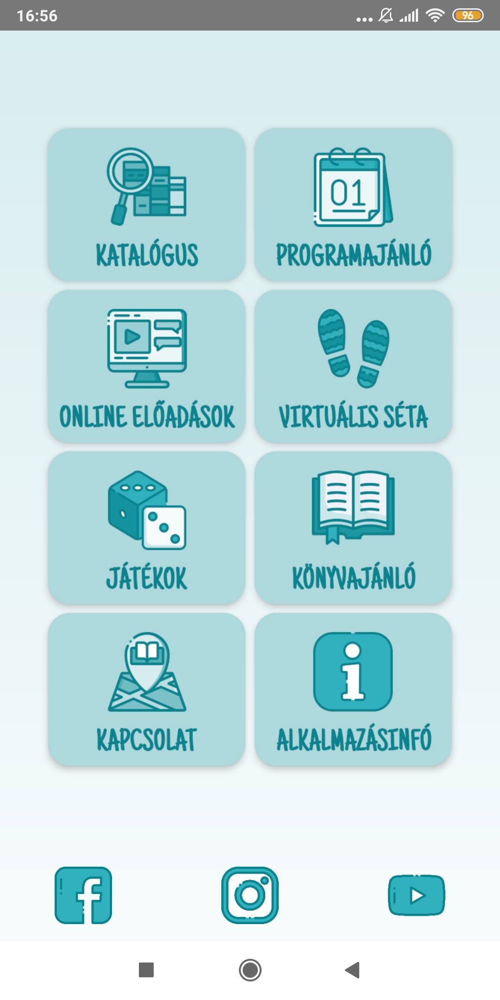 16:56
96
01
KATALÓGUS
PROGRAMAJÁNLÓ
ONLINE ELŐADÁSOK
VIRTUÁLIS SÉTA
JÁTÉKOK
KÖNYVAJÁNLÓ
KAPCSOLAT
ALKALMAZÁSINFÓ